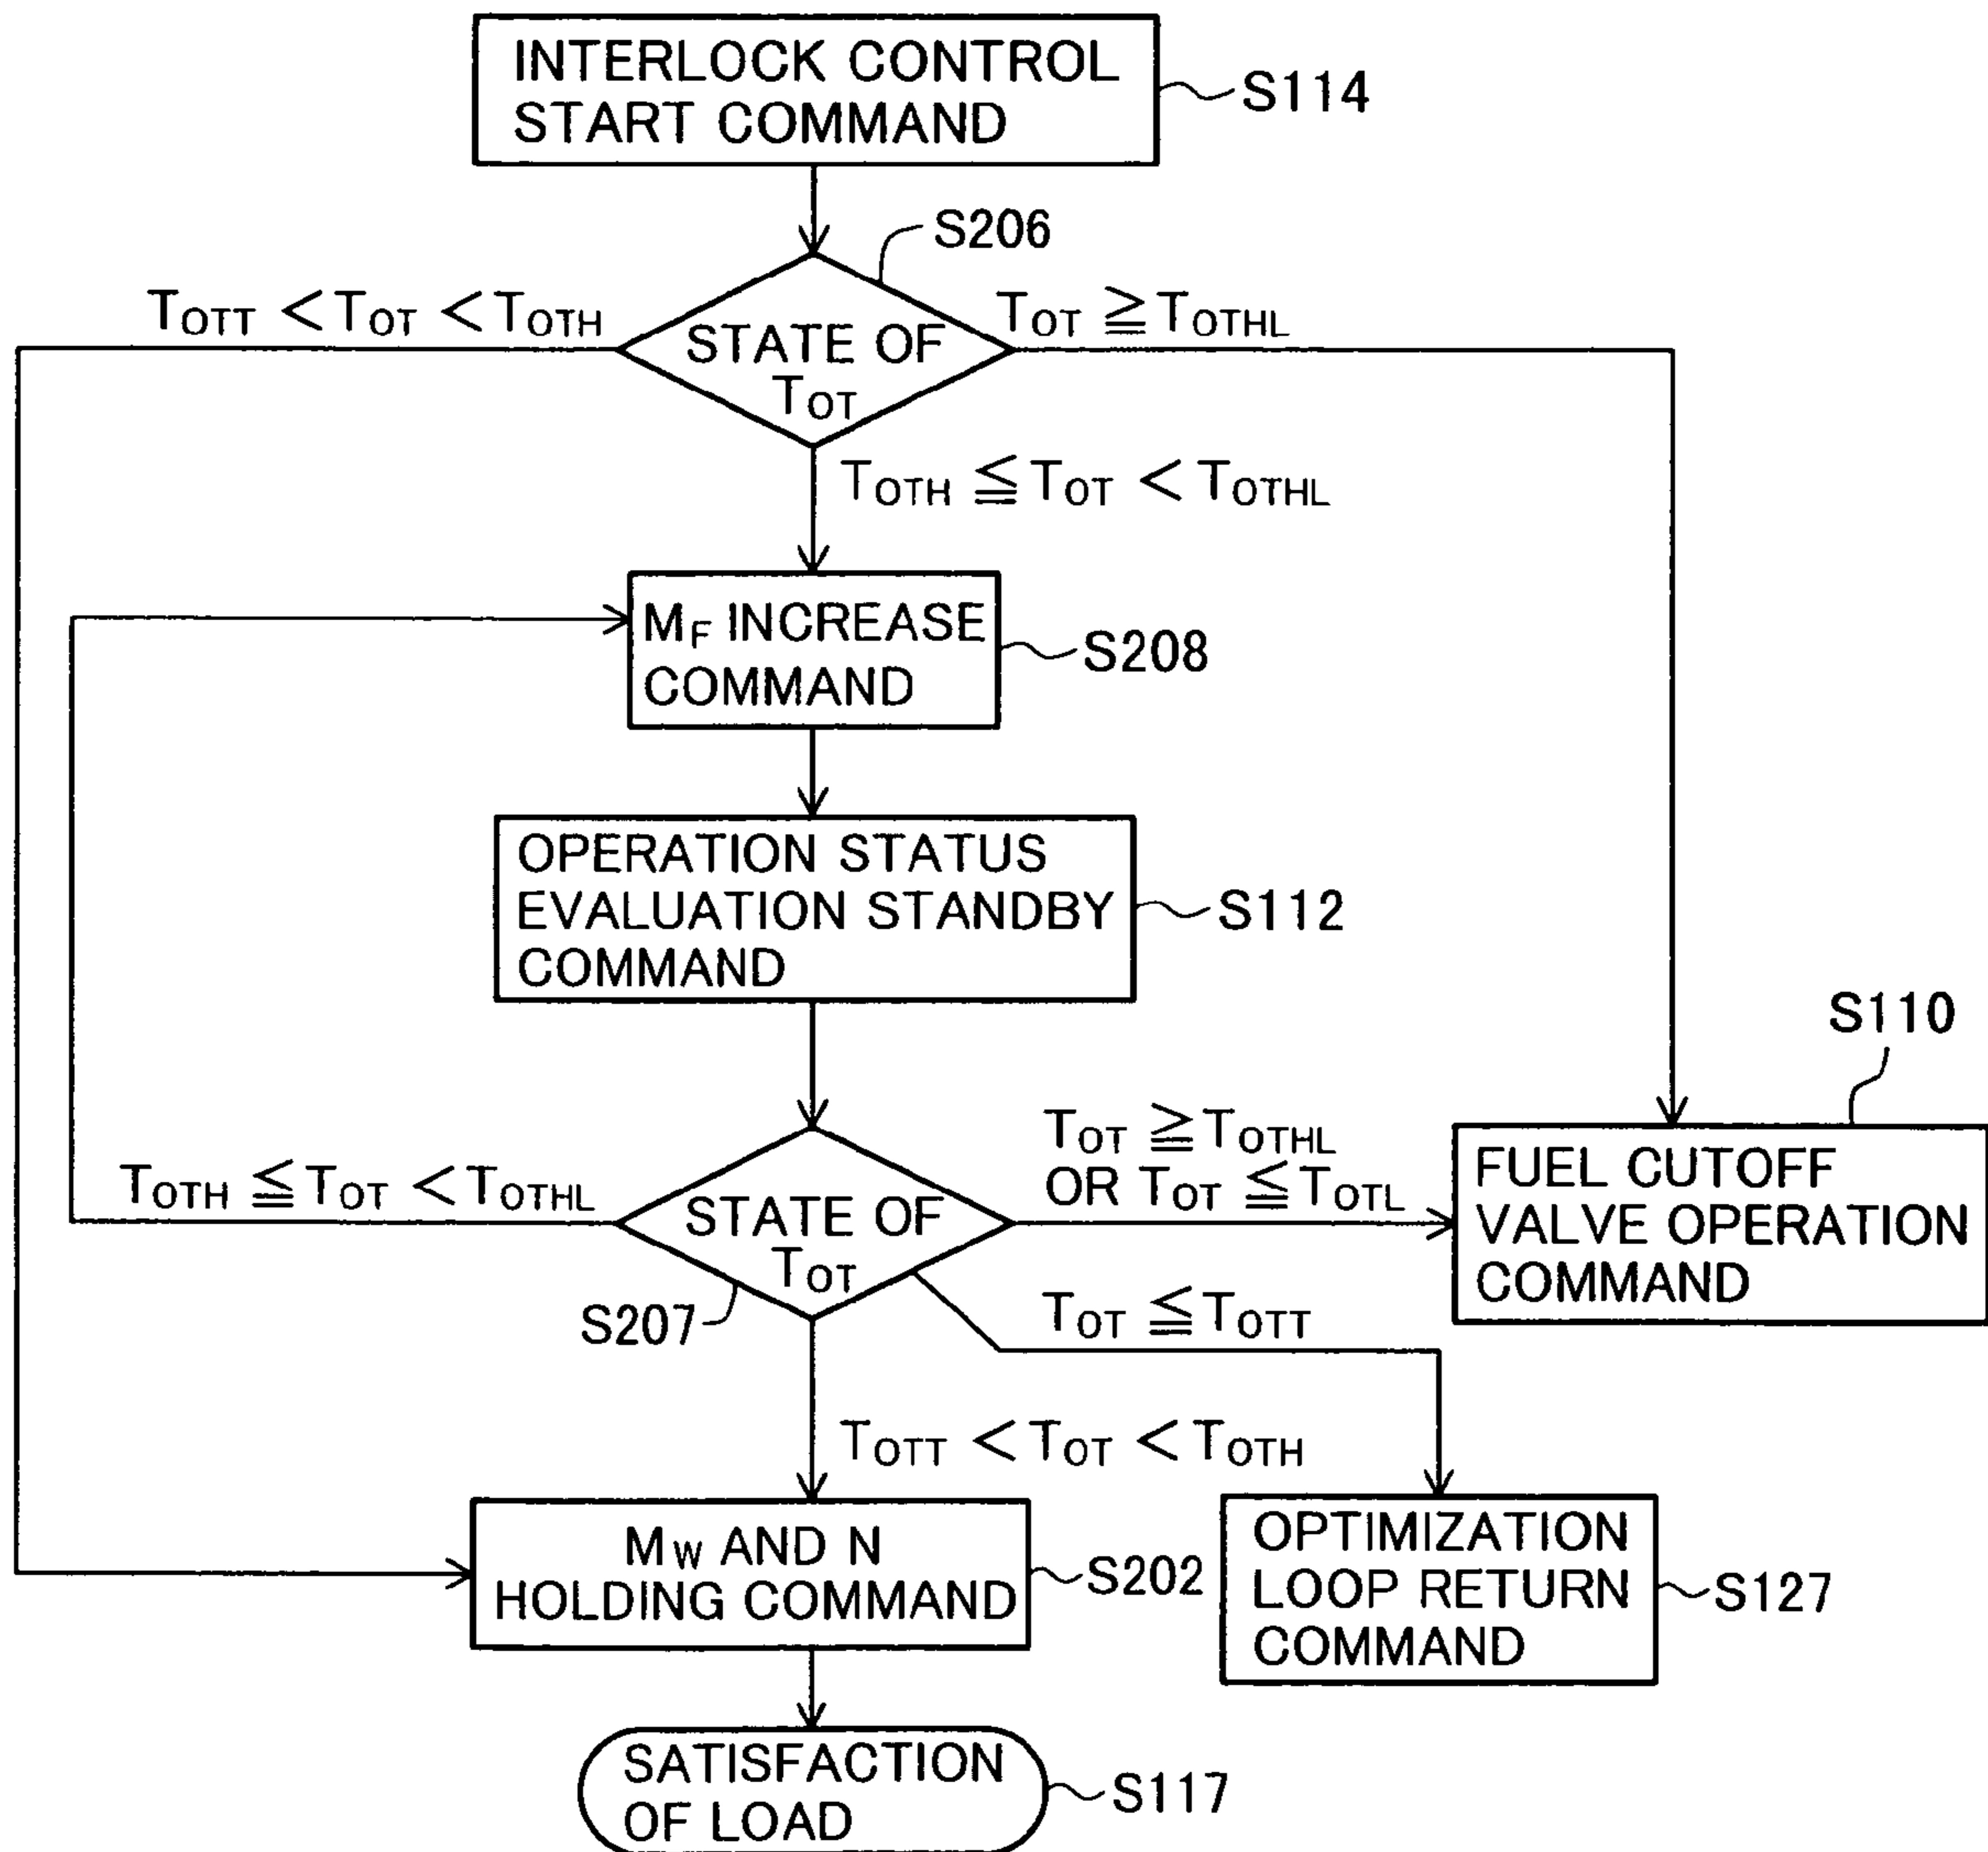 INTERLOCK CONTROL
START COMMAND
S114
S206
TOTT < TOT < TOTH
TOT ≧ TOTHL
STATE OF
TOT
TOTH ≦ TOT < TOTHL
MF INCREASE
COMMAND
S208
OPERATION STATUS
EVALUATION STANDBY
COMMAND
S112
S110
TOTH ≦ TOT < TOTHL
STATE OF
TOT
S207
TOT ≧ TOTHL
OR TOT ≦ TOTL
FUEL CUTOFF
VALVE OPERATION
COMMAND
TOT ≦ TOTT
TOTT < TOT < TOTH
MW AND N
HOLDING COMMAND
S202
OPTIMIZATION
LOOP RETURN
COMMAND
S127
SATISFACTION
OF LOAD
S117